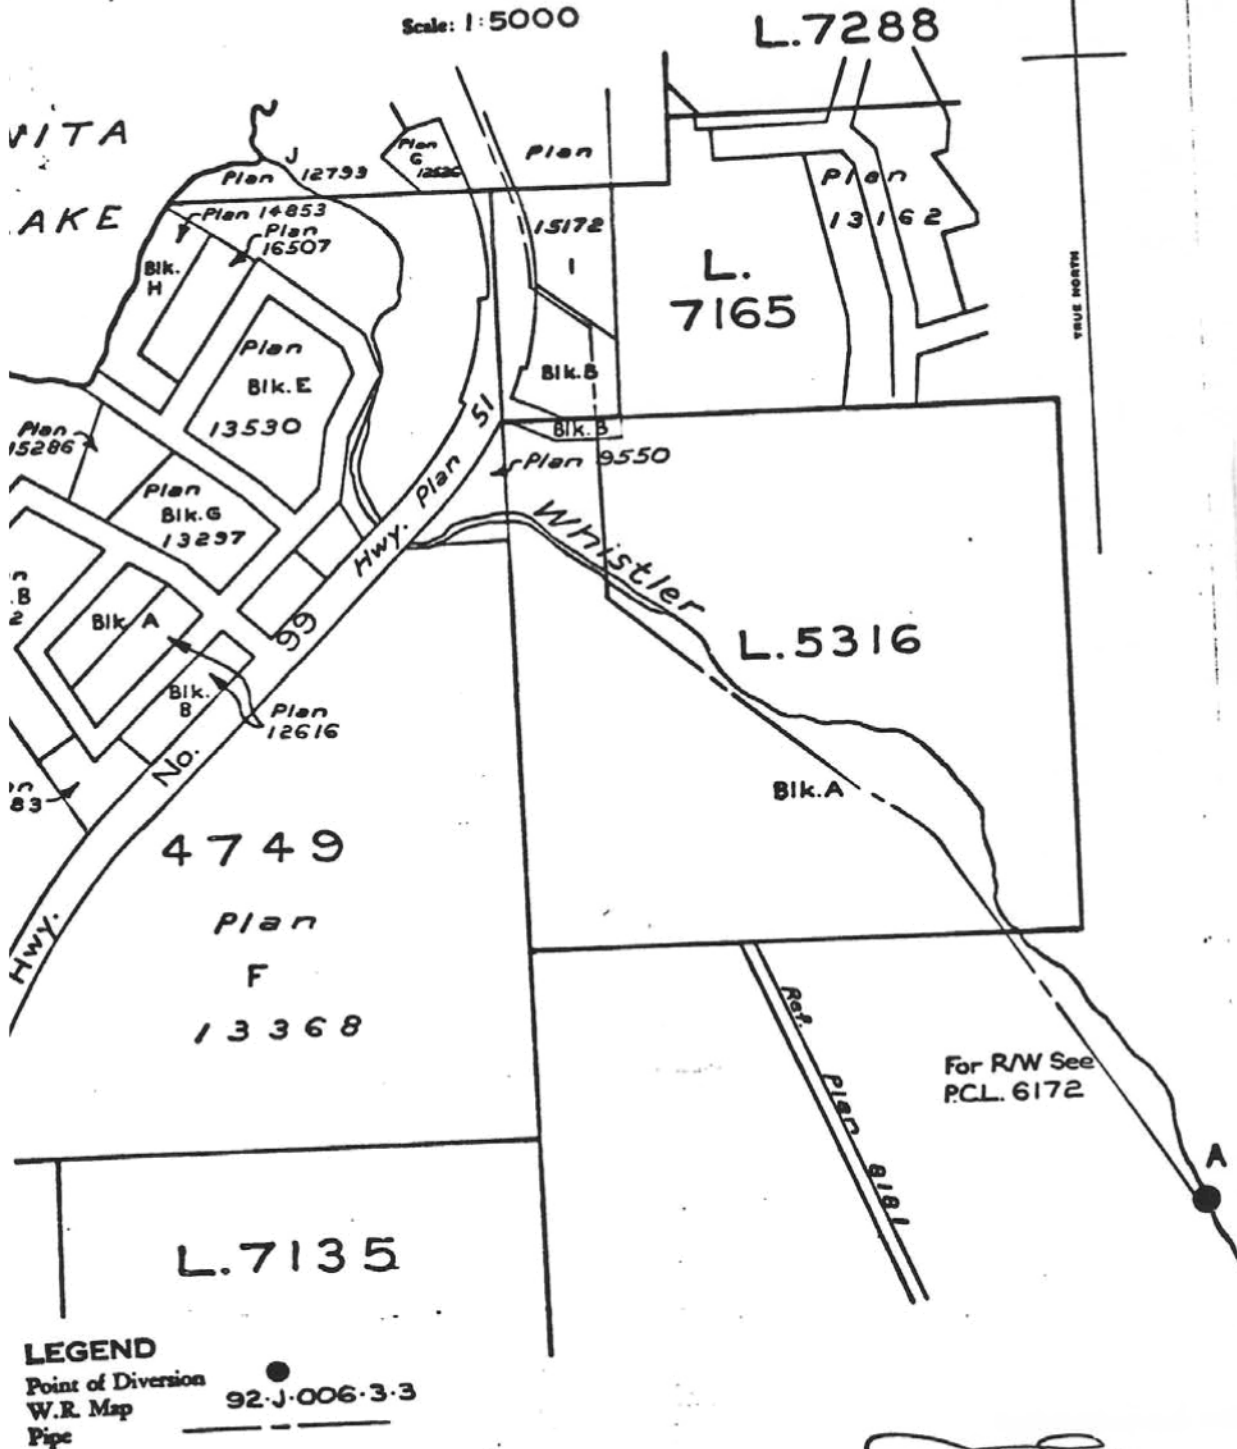 Scale: 1:5000
L.7288
VITA
AKE
J
Plan 12793
Plan
G
Plan
Plan 14853
Plan
16507
15172
1
Plan
13162
L.
7165
TRUE NORTH
Blk.
H
Plan
Blk.E
13530
Blk.B
Blk.B
Plan 9550
Plan
15286
Plan
Blk.G
13297
Hwy. Plan 51
Whistler
n
.B
2
Blk. A
99
L.5316
Blk.
B
Plan
12616
No.
Blk.A
83
4749
Plan
F
13368
Hwy.
Ref. Plan 8181
For R/W See
P.C.L. 6172
A
L.7135
LEGEND
Point of Diversion
W.R. Map
92.J.006.3.3
Pipe